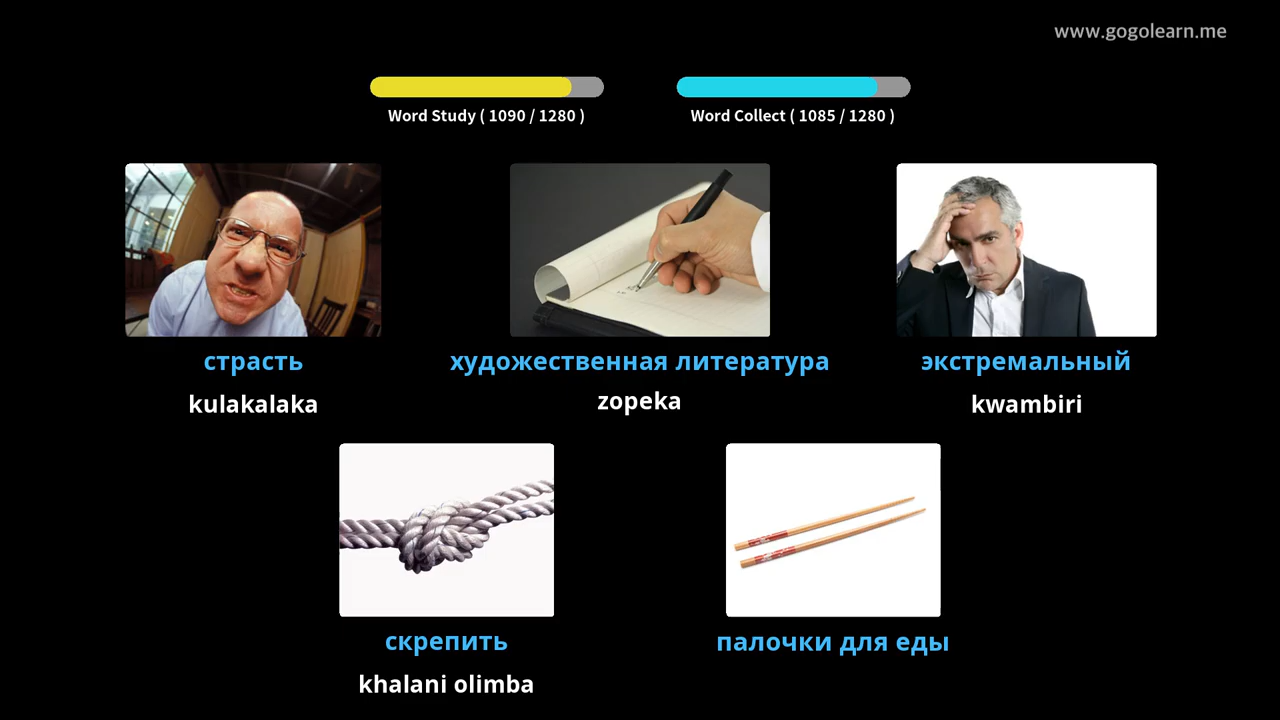 www.gogolearn.me
Word Study ( 1090 / 1280 )
Word Collect ( 1085 / 1280 )
страсть
kulakalaka
художественная литература
zopeka
экстремальный
kwambiri
скрепить
khalani olimba
палочки для еды